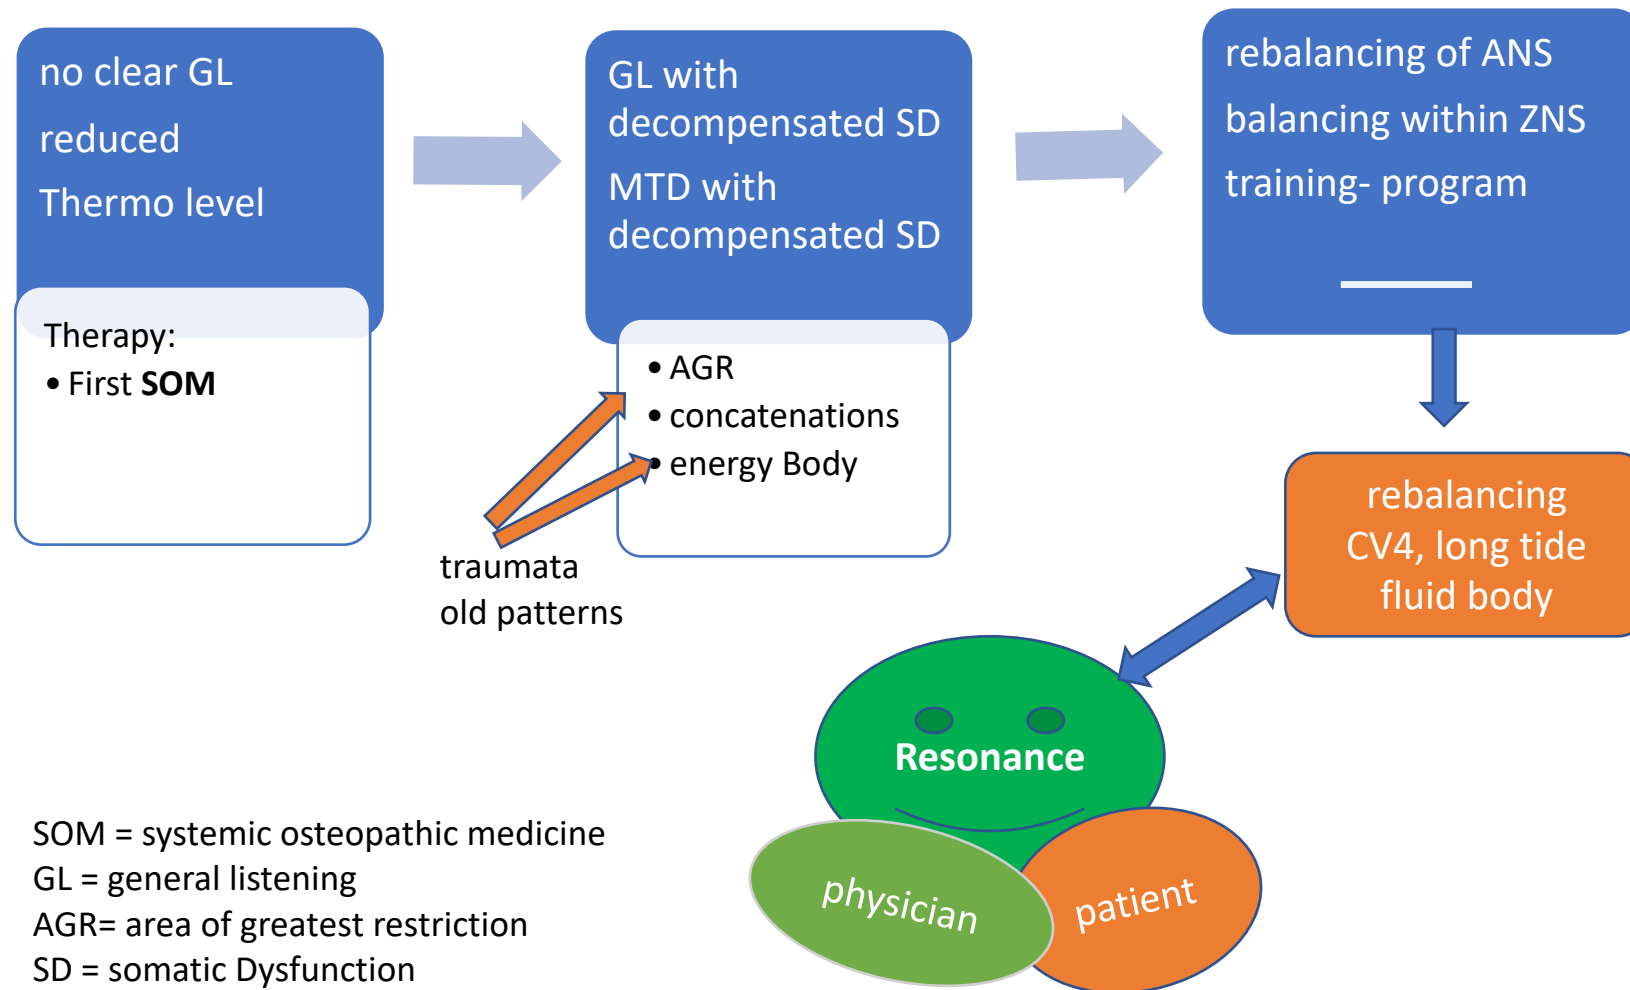 no clear GL
reduced
Thermo level
Therapy:
• First SOM
GL with
decompensated SD
MTD with
decompensated SD
• AGR
• concatenations
• energy Body
traumata
old patterns
rebalancing of ANS
balancing within ZNS
training- program
rebalancing
CV4, long tide
fluid body
Resonance
physician
patient
SOM = systemic osteopathic medicine
GL = general listening
AGR= area of greatest restriction
SD = somatic Dysfunction